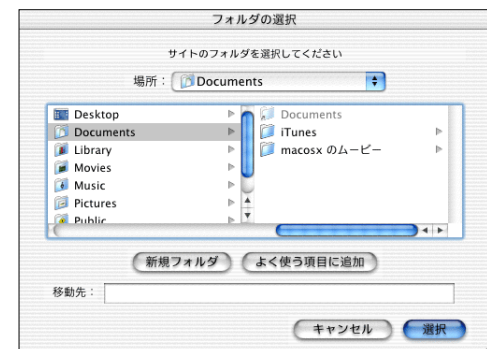 フォルダの選択
サイトのフォルダを選択してください
場所： Documents
Desktop
Documents
Library
Movies
Music
Pictures
Public
Documents
iTunes
macosx のムービー
新規フォルダ
よく使う項目に追加
移動先：
キャンセル
選択